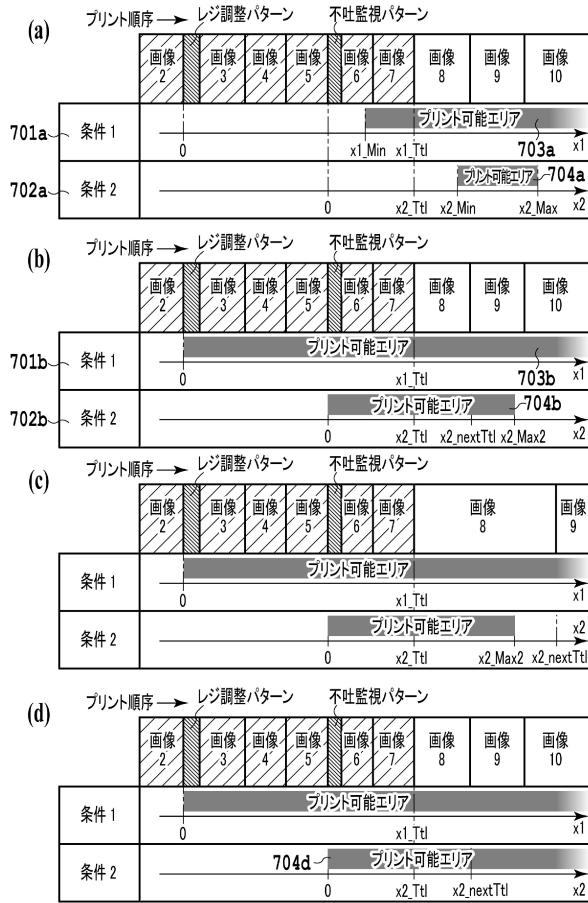 (a)
プリント順序
レジ調整パターン
不吐監視パターン
画像 2
画像 3
画像 4
画像 5
画像 6
画像 7
画像 8
画像 9
画像 10
701a
条件 1
プリント可能エリア
0
x1_Min
x1_Ttl
703a
x1
702a
条件 2
プリント可能エリア
704a
0
x2_Ttl
x2_Min
x2_Max
x2
(b)
プリント順序
レジ調整パターン
不吐監視パターン
画像 2
画像 3
画像 4
画像 5
画像 6
画像 7
画像 8
画像 9
画像 10
701b
条件 1
プリント可能エリア
0
x1_Ttl
703b
x1
702b
条件 2
プリント可能エリア
704b
0
x2_Ttl
x2_nextTtl
x2_Max2
x2
(c)
プリント順序
レジ調整パターン
不吐監視パターン
画像 2
画像 3
画像 4
画像 5
画像 6
画像 7
画像 8
画像 9
条件 1
プリント可能エリア
0
x1_Ttl
x1
条件 2
プリント可能エリア
x2
0
x2_Ttl
x2_Max2
x2_nextTtl
(d)
プリント順序
レジ調整パターン
不吐監視パターン
画像 2
画像 3
画像 4
画像 5
画像 6
画像 7
画像 8
画像 9
画像 10
条件 1
プリント可能エリア
0
x1_Ttl
x1
条件 2
704d
プリント可能エリア
0
x2_Ttl
x2_nextTtl
x2